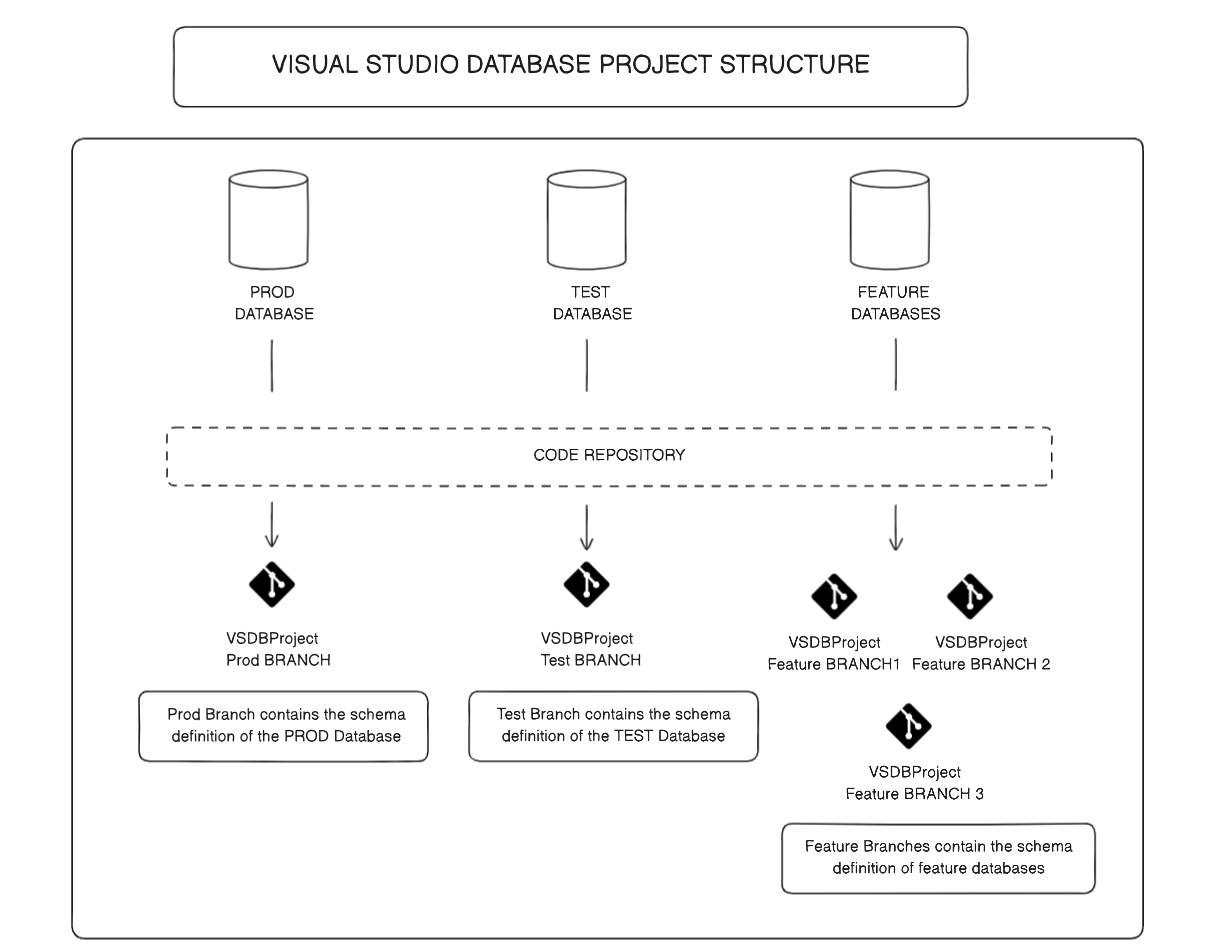 VISUAL STUDIO DATABASE PROJECT STRUCTURE
PROD
DATABASE
TEST
DATABASE
FEATURE
DATABASES
CODE REPOSITORY
VSDBProject
Prod BRANCH
VSDBProject
Test BRANCH
VSDBProject
Feature BRANCH1
VSDBProject
Feature BRANCH 2
Prod Branch contains the schema
definition of the PROD Database
Test Branch contains the schema
definition of the TEST Database
VSDBProject
Feature BRANCH 3
Feature Branches contain the schema
definition of feature databases